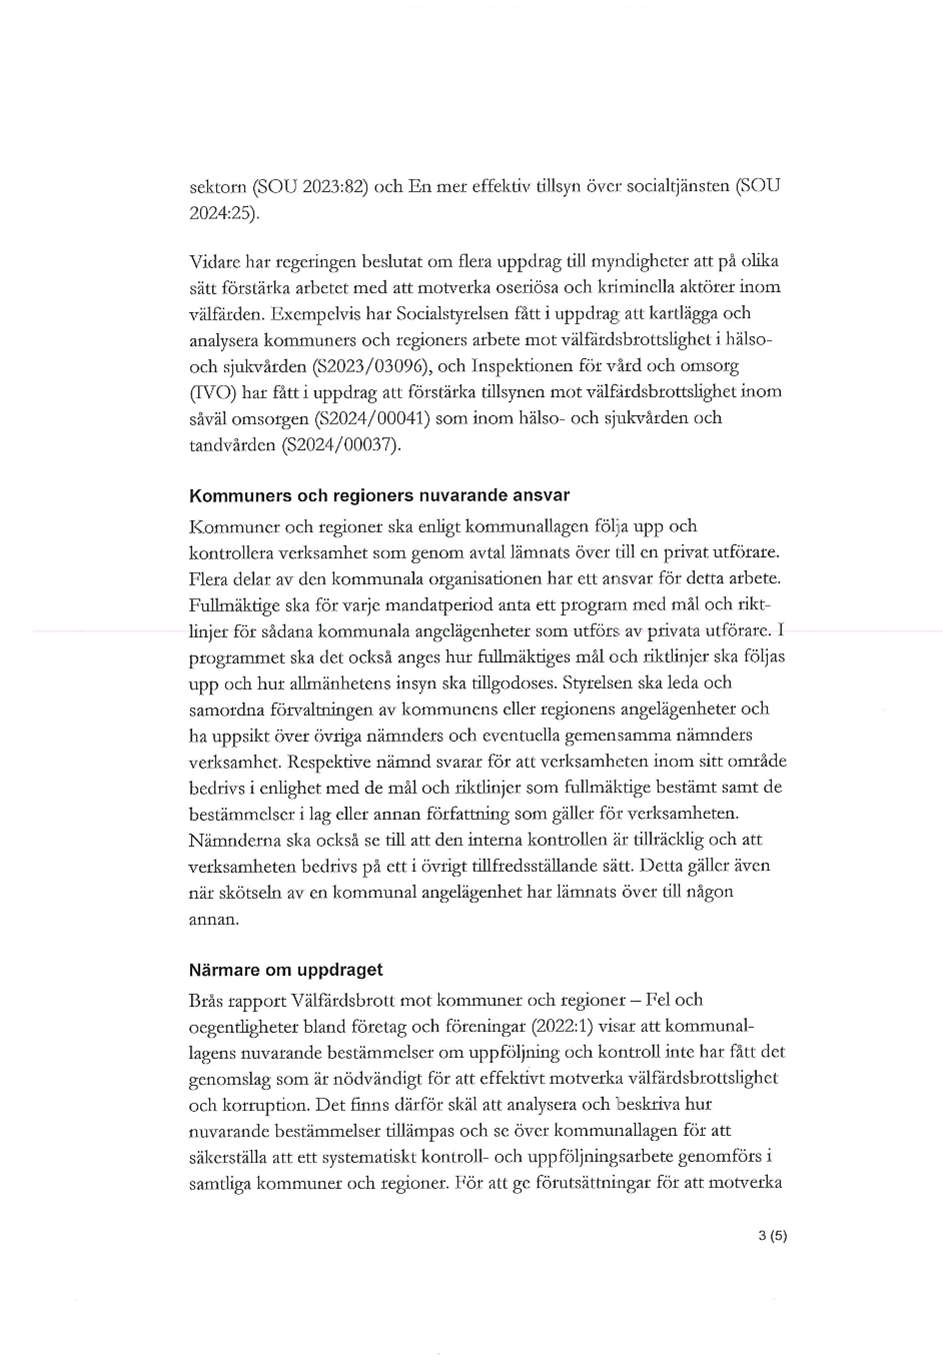 sektorn (SOU 2023:82) och En mer effektiv tillsyn över socialtjänsten (SOU
2024:25).
Vidare har regeringen beslutat om flera uppdrag till myndigheter att på olika
sätt förstärka arbetet med att motverka oseriösa och kriminella aktörer inom
välfärden. Exempelvis har Socialstyrelsen fått i uppdrag att kartlägga och
analysera kommuners och regioners arbete mot välfärdsbrottslighet i hälso-
och sjukvården (S2023/03096), och Inspektionen för vård och omsorg
(IVO) har fått i uppdrag att förstärka tillsynen mot välfärdsbrottslighet inom
såväl omsorgen (S2024/00041) som inom hälso- och sjukvården och
tandvården (S2024/00037).
Kommuners och regioners nuvarande ansvar
Kommuner och regioner ska enligt kommunallagen följa upp och
kontrollera verksamhet som genom avtal lämnats över till en privat utförare.
Flera delar av den kommunala organisationen har ett ansvar för detta arbete.
Fullmäktige ska för varje mandatperiod anta ett program med mål och rikt-
linjer för sådana kommunala angelägenheter som utförs av privata utförare. I
programmet ska det också anges hur fullmäktiges mål och riktlinjer ska följas
upp och hur allmänhetens insyn ska tillgodoses. Styrelsen ska leda och
samordna förvaltningen av kommunens eller regionens angelägenheter och
ha uppsikt över övriga nämnders och eventuella gemensamma nämnders
verksamhet. Respektive nämnd svarar för att verksamheten inom sitt område
bedrivs i enlighet med de mål och riktlinjer som fullmäktige bestämt samt de
bestämmelser i lag eller annan författning som gäller för verksamheten.
Nämnderna ska också se till att den interna kontrollen är tillräcklig och att
verksamheten bedrivs på ett i övrigt tillfredsställande sätt. Detta gäller även
när skötseln av en kommunal angelägenhet har lämnats över till någon
annan.
Närmare om uppdraget
Brås rapport Välfärdsbrott mot kommuner och regioner – Fel och
oegentligheter bland företag och föreningar (2022:1) visar att kommunal-
lagens nuvarande bestämmelser om uppföljning och kontroll inte har fått det
genomslag som är nödvändigt för att effektivt motverka välfärdsbrottslighet
och korruption. Det finns därför skäl att analysera och beskriva hur
nuvarande bestämmelser tillämpas och se över kommunallagen för att
säkerställa att ett systematiskt kontroll- och uppföljningsarbete genomförs i
samtliga kommuner och regioner. För att ge förutsättningar för att motverka
3 (5)